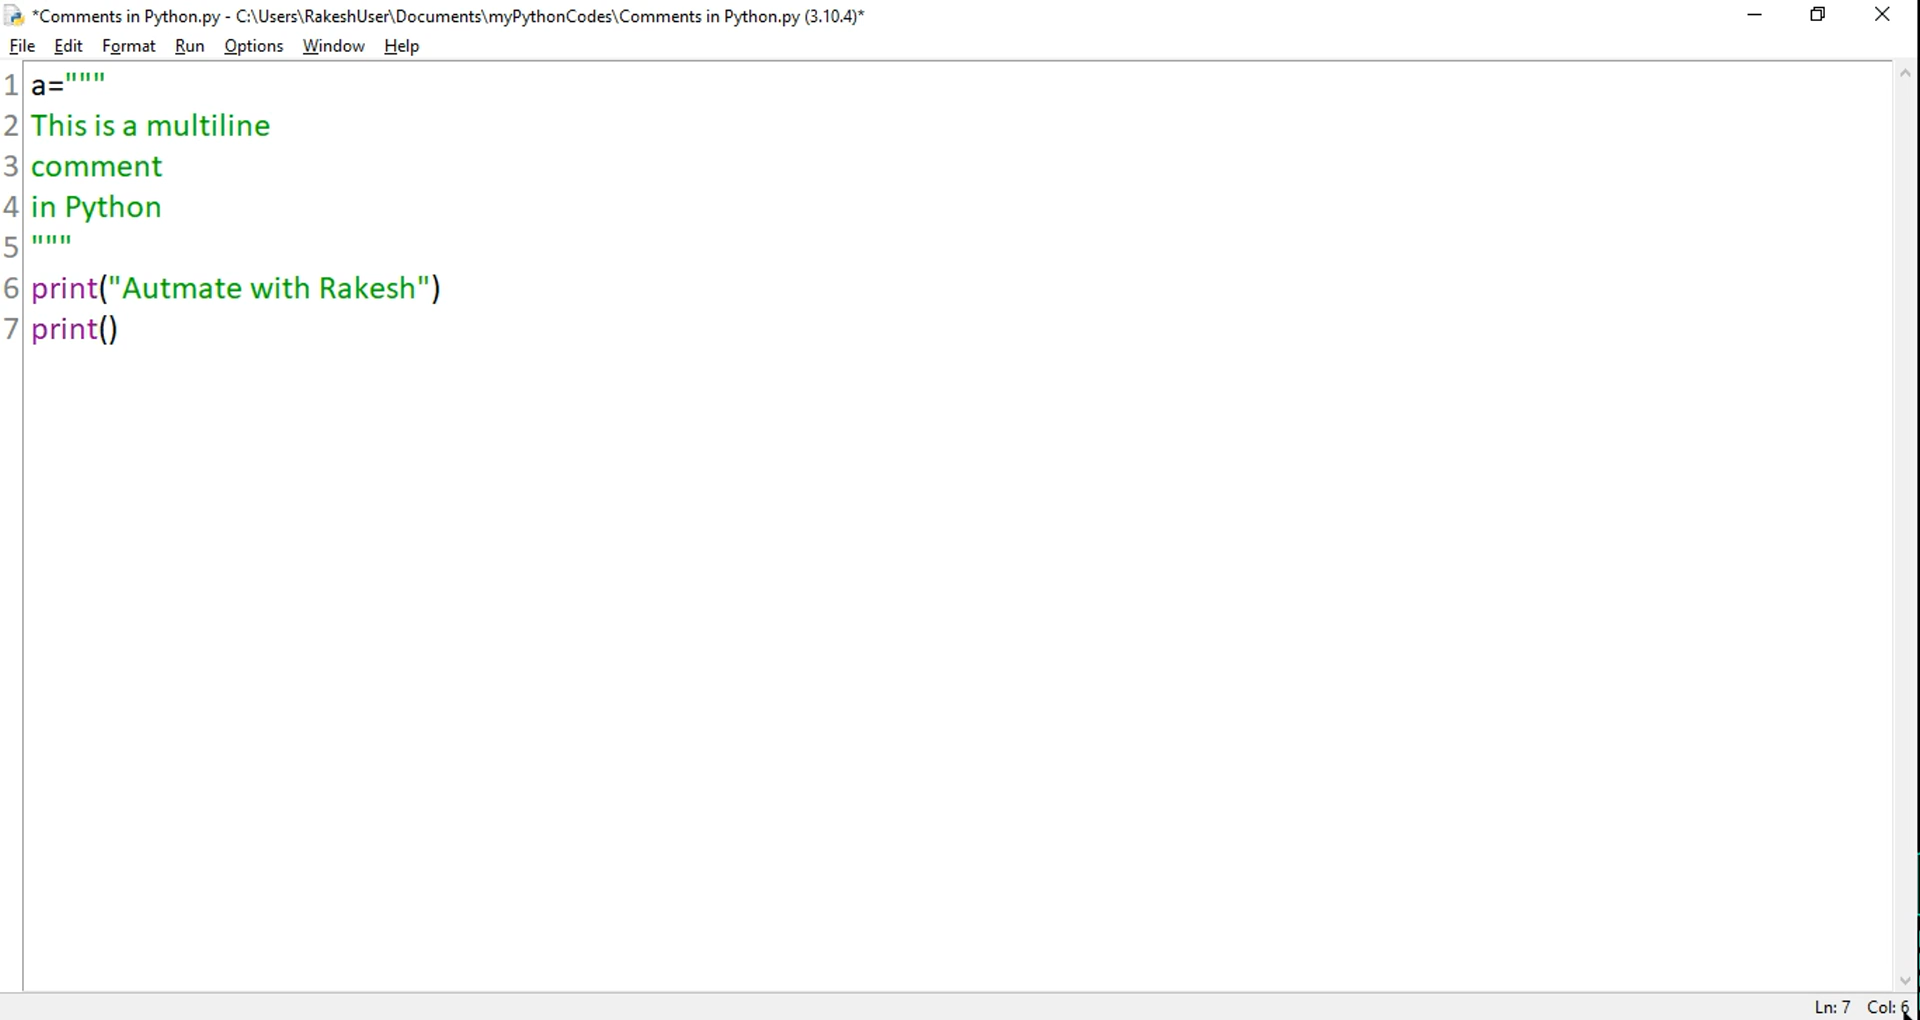 *Comments in Python.py - C:\Users\RakeshUser\Documents\myPythonCodes\Comments in Python.py (3.10.4)*
File Edit Format Run Options Window Help
1 a="""
2 This is a multiline
3 comment
4 in Python
5 """
6 print("Autmate with Rakesh")
7 print()
Ln: 7 Col: 6